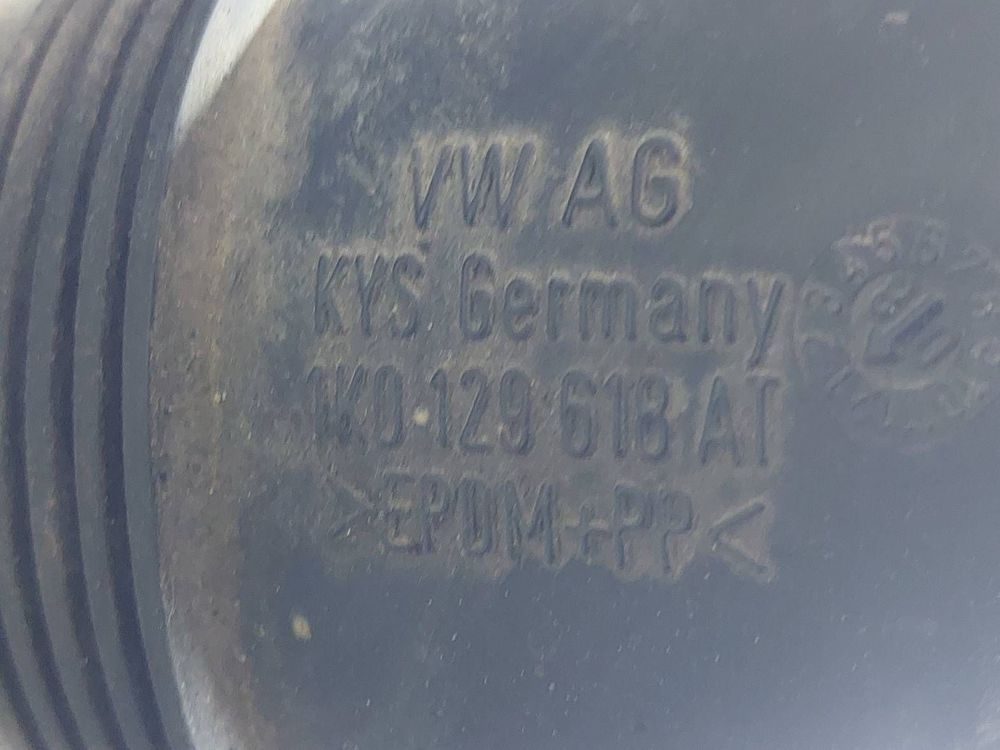 VW AG
KYS Germany
1K0 129 618 AT
>EPDM+PP<